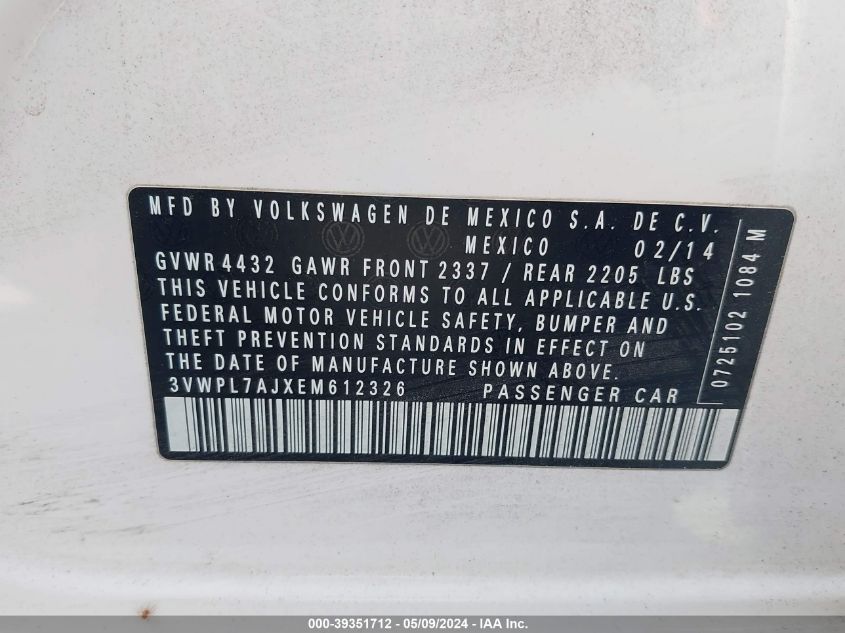 MFD BY VOLKSWAGEN DE MEXICO S.A. DE C.V.
MEXICO 02/14
GVWR 4432 GAWR FRONT 2337 / REAR 2205 LBS
THIS VEHICLE CONFORMS TO ALL APPLICABLE U.S.
FEDERAL MOTOR VEHICLE SAFETY, BUMPER AND
THEFT PREVENTION STANDARDS IN EFFECT ON
THE DATE OF MANUFACTURE SHOWN ABOVE.
3VWPL7AJXEM612326 PASSENGER CAR
0725102 1084 M
000-39351712 - 05/09/2024 - IAA Inc.